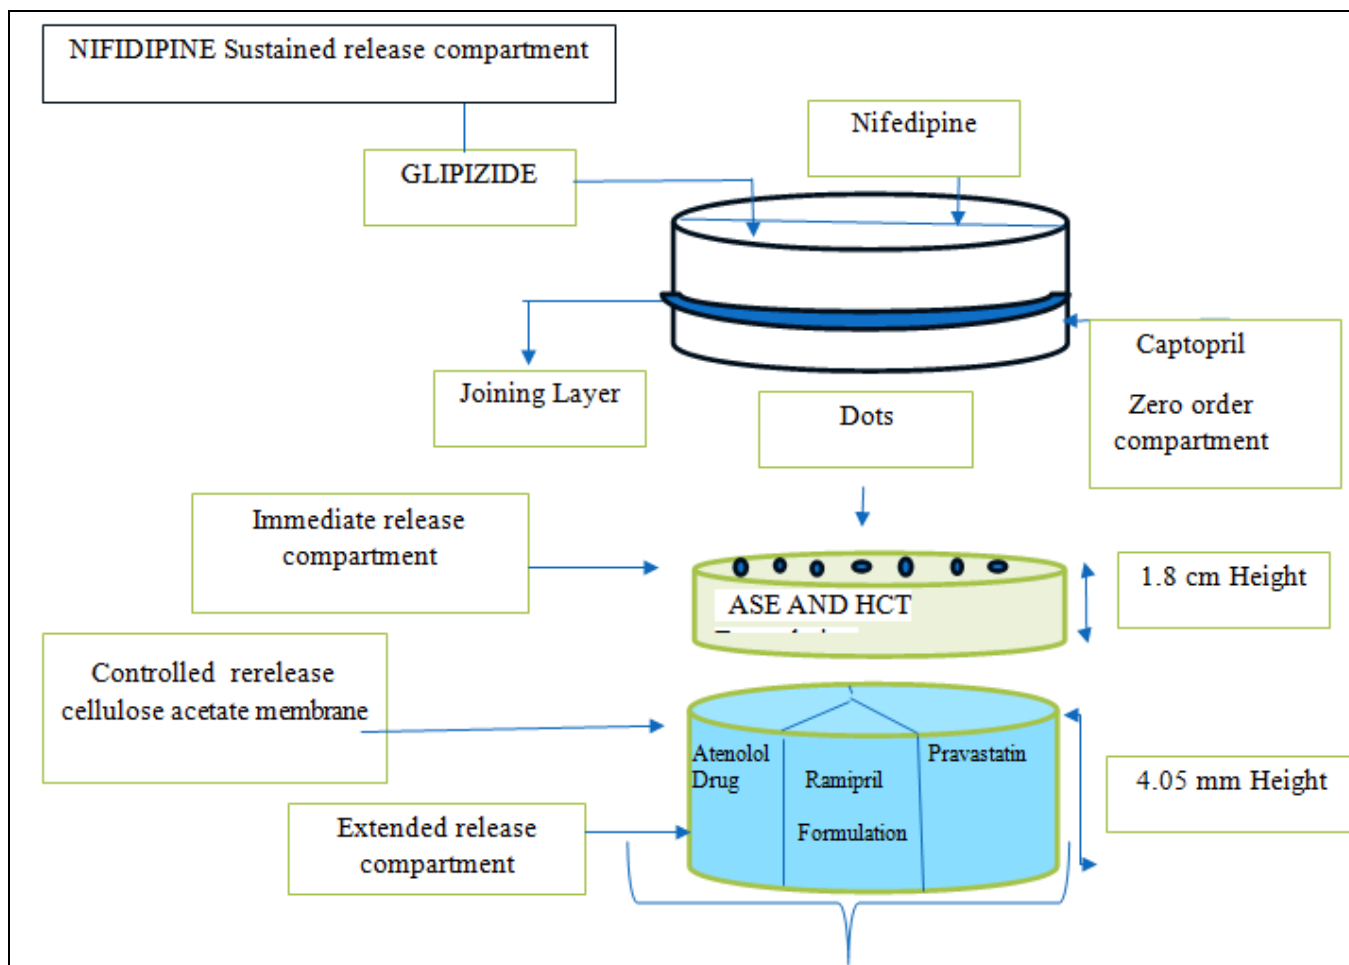 NIFIDIPINE Sustained release compartment
Nifedipine
GLIPIZIDE
Joining Layer
Captopril
Zero order
compartment
Dots
Immediate release
compartment
ASE AND HCT
1.8 cm Height
Controlled  rerelease
cellulose acetate membrane
Atenolol
Drug
Ramipril
Formulation
Pravastatin
4.05 mm Height
Extended release
compartment